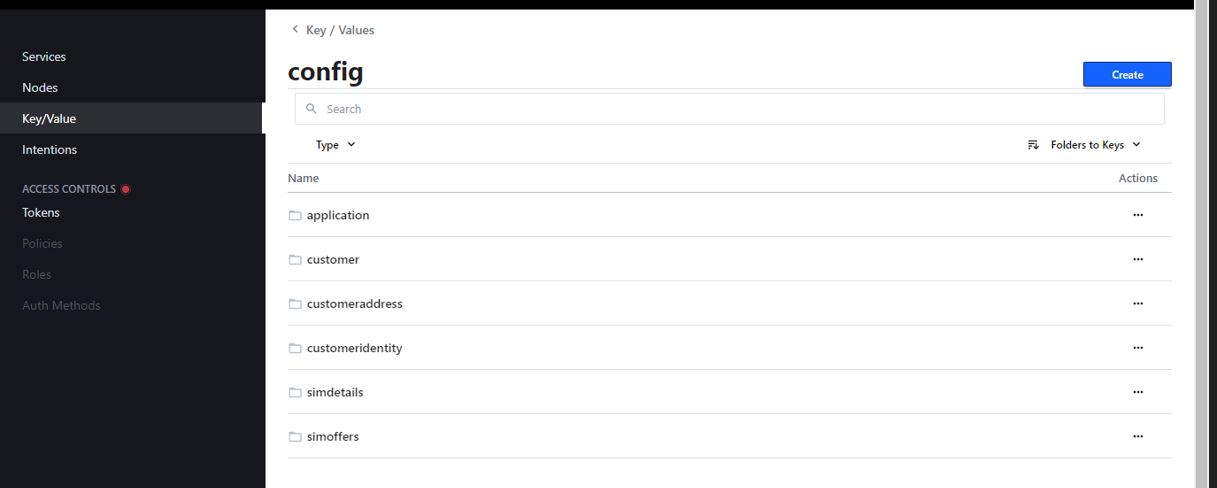 Key / Values
Services
config
Create
Nodes
Search
Key/Value
Type
Folders to Keys
Intentions
Name
Actions
ACCESS CONTROLS
Tokens
application
...
Policies
customer
...
Roles
customeraddress
...
Auth Methods
customeridentity
...
simdetails
...
simoffers
...